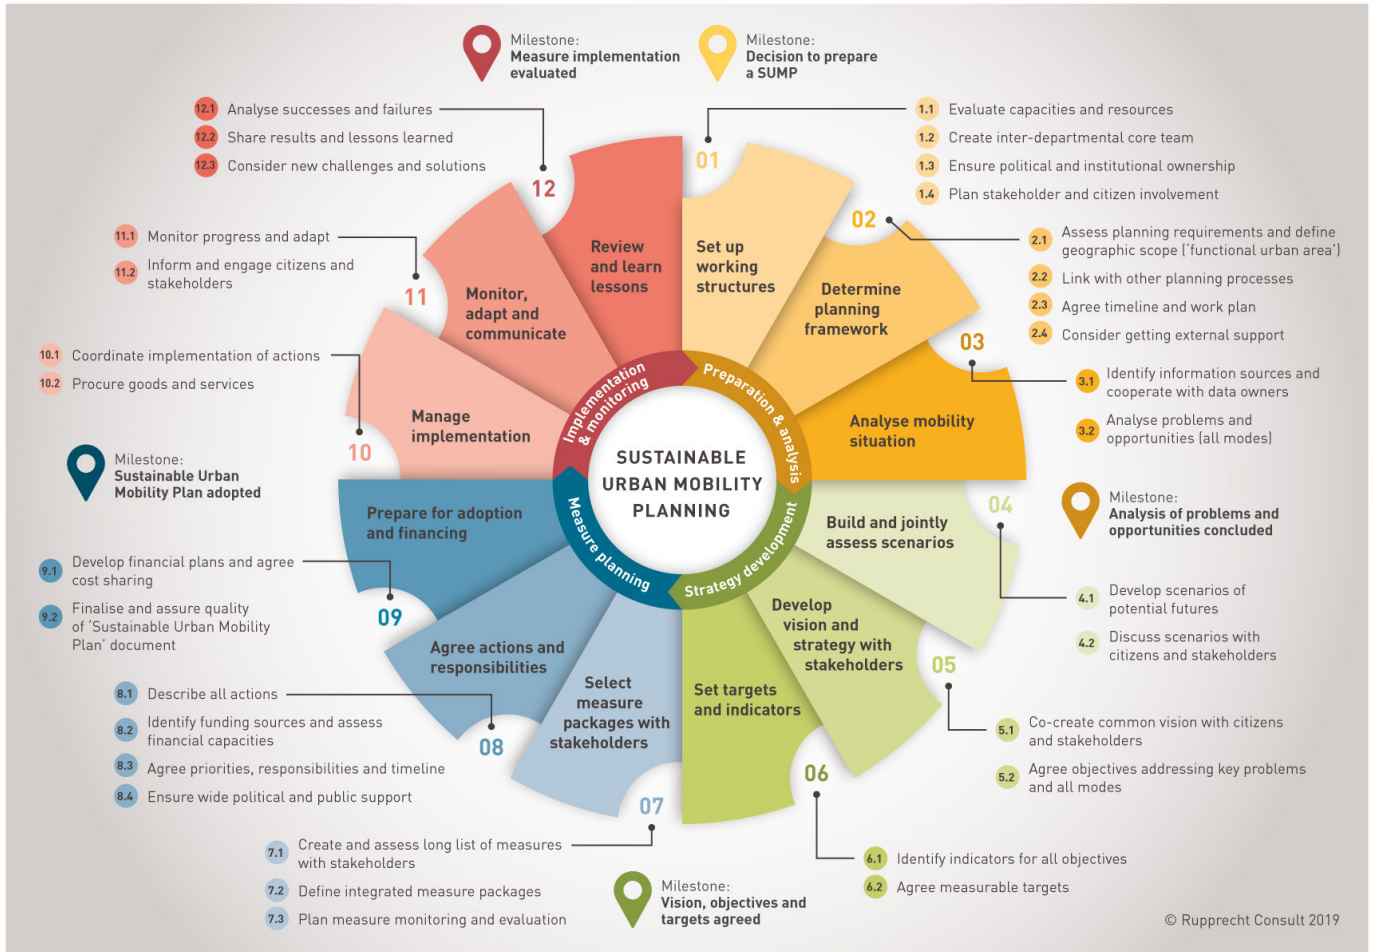 Milestone:
Measure implementation
evaluated
Milestone:
Decision to prepare
a SUMP
12.1 Analyse successes and failures
12.2 Share results and lessons learned
12.3 Consider new challenges and solutions
1.1 Evaluate capacities and resources
1.2 Create inter-departmental core team
1.3 Ensure political and institutional ownership
1.4 Plan stakeholder and citizen involvement
11.1 Monitor progress and adapt
11.2 Inform and engage citizens and
stakeholders
2.1 Assess planning requirements and define
geographic scope ('functional urban area')
2.2 Link with other planning processes
2.3 Agree timeline and work plan
2.4 Consider getting external support
10.1 Coordinate implementation of actions
10.2 Procure goods and services
3.1 Identify information sources and
cooperate with data owners
3.2 Analyse problems and
opportunities (all modes)
01
Set up
working
structures
02
Determine
planning
framework
03
Analyse mobility
situation
04
Build and jointly
assess scenarios
05
Develop
vision and
strategy with
stakeholders
06
Set targets
and indicators
07
Select
measure
packages with
stakeholders
08
Agree actions and
responsibilities
09
Prepare for adoption
and financing
10
Manage
implementation
11
Monitor,
adapt and
communicate
12
Review
and learn
lessons
Preparation & analysis
Strategy development
Measure planning
Implementation
& monitoring
SUSTAINABLE
URBAN MOBILITY
PLANNING
Milestone:
Sustainable Urban
Mobility Plan adopted
Milestone:
Analysis of problems and
opportunities concluded
9.1 Develop financial plans and agree
cost sharing
9.2 Finalise and assure quality
of 'Sustainable Urban Mobility
Plan' document
4.1 Develop scenarios of
potential futures
4.2 Discuss scenarios with
citizens and stakeholders
8.1 Describe all actions
8.2 Identify funding sources and assess
financial capacities
8.3 Agree priorities, responsibilities and timeline
8.4 Ensure wide political and public support
5.1 Co-create common vision with citizens
and stakeholders
5.2 Agree objectives addressing key problems
and all modes
7.1 Create and assess long list of measures
with stakeholders
7.2 Define integrated measure packages
7.3 Plan measure monitoring and evaluation
6.1 Identify indicators for all objectives
6.2 Agree measurable targets
Milestone:
Vision, objectives and
targets agreed
© Rupprecht Consult 2019